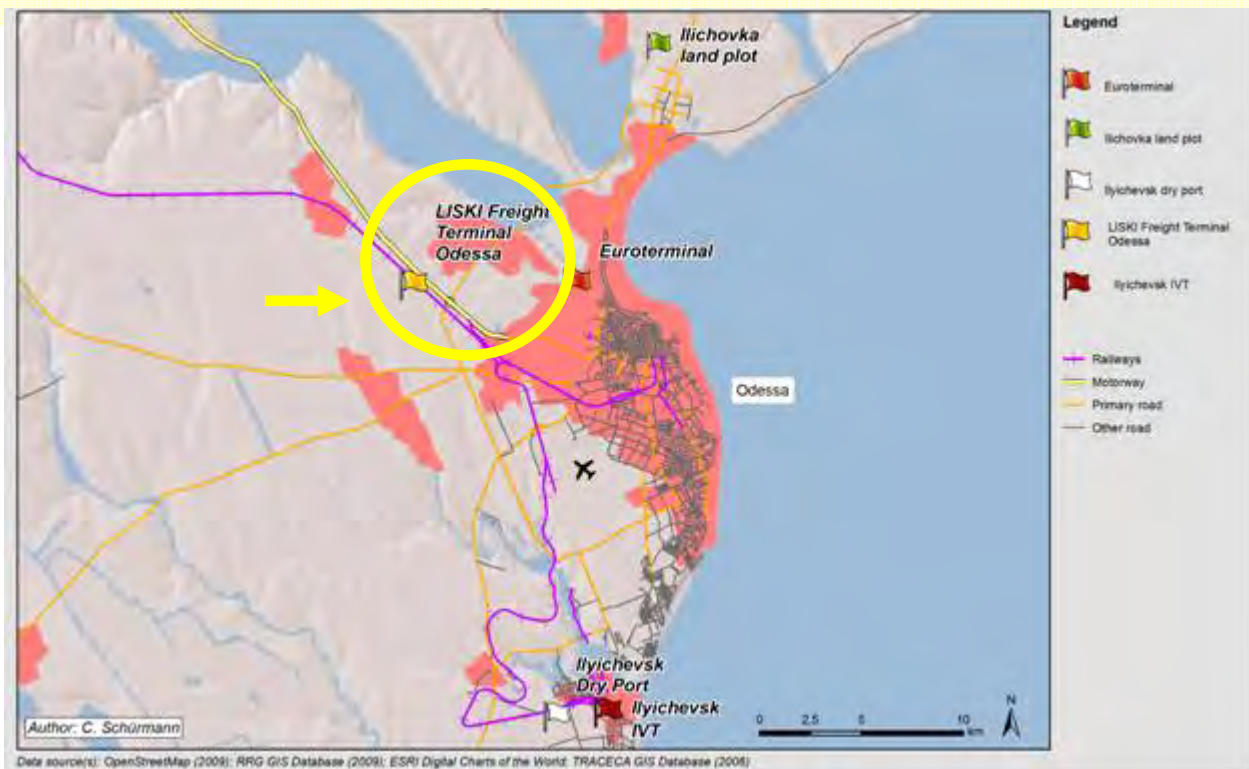 Ilichovka
land plot
LISKI Freight
Terminal
Odessa
Euroterminal
Odessa
Ilyichevsk
Dry Port
Ilyichevsk
IVT
Author: C. Schürmann
0 2.5 5 10
km
N
Legend
Euroterminal
Ilichovka land plot
Ilyichevsk dry port
LISKI Freight Terminal
Odessa
Ilyichevsk IVT
Railways
Motorway
Primary road
Other road
Data source(s): OpenStreetMap (2009); RRG GIS Database (2009); ESRI Digital Charts of the World; TRACECA GIS Database (2008)